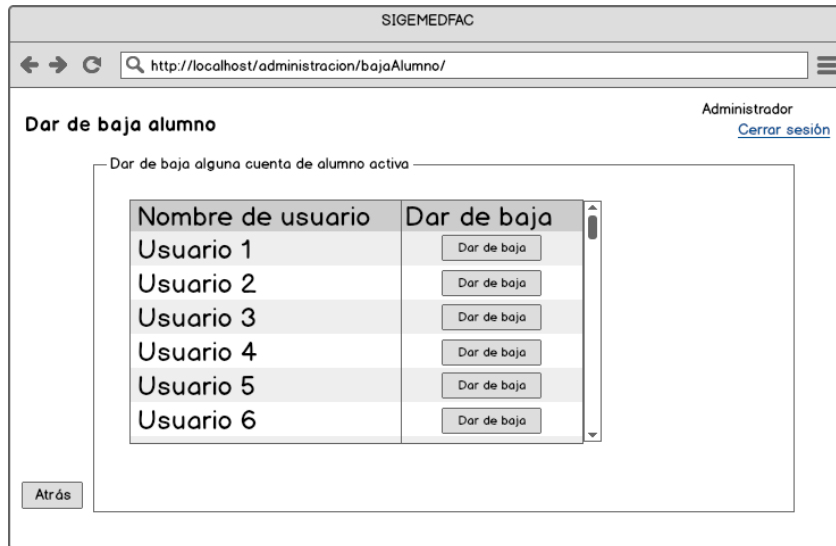 SIGEMEDFAC
http://localhost/administracion/bajaAlumno/
Administrador
Dar de baja alumno
Cerrar sesión
Dar de baja alguna cuenta de alumno activa
Nombre de usuario Dar de baja
Usuario 1 Dar de baja
Usuario 2 Dar de baja
Usuario 3 Dar de baja
Usuario 4 Dar de baja
Usuario 5 Dar de baja
Usuario 6 Dar de baja
Atrás